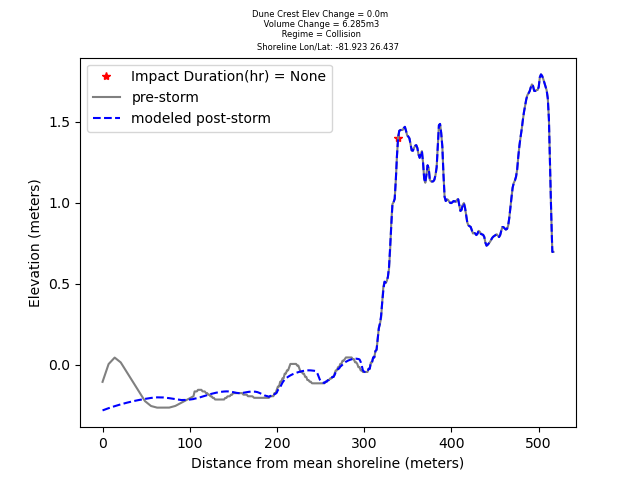 Dune Crest Elev Change = 0.0m
Volume Change = 6.285m3
Regime = Collision
Shoreline Lon/Lat: -81.923 26.437
Impact Duration(hr) = None
pre-storm
modeled post-storm
1.5
1.0
0.5
0.0
Elevation (meters)
0 100 200 300 400 500
Distance from mean shoreline (meters)